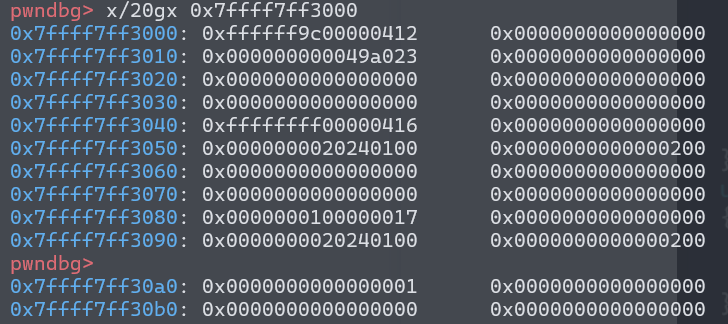 pwndbg> x/20gx 0x7ffff7ff3000
0x7ffff7ff3000: 0xffffff9c00000412 0x0000000000000000
0x7ffff7ff3010: 0x000000000049a023 0x0000000000000000
0x7ffff7ff3020: 0x0000000000000000 0x0000000000000000
0x7ffff7ff3030: 0x0000000000000000 0x0000000000000000
0x7ffff7ff3040: 0xffffffff00000416 0x0000000000000000
0x7ffff7ff3050: 0x0000000020240100 0x0000000000000200
0x7ffff7ff3060: 0x0000000000000000 0x0000000000000000
0x7ffff7ff3070: 0x0000000000000000 0x0000000000000000
0x7ffff7ff3080: 0x0000000100000017 0x0000000000000000
0x7ffff7ff3090: 0x0000000020240100 0x0000000000000200
pwndbg>
0x7ffff7ff30a0: 0x0000000000000001 0x0000000000000000
0x7ffff7ff30b0: 0x0000000000000000 0x0000000000000000